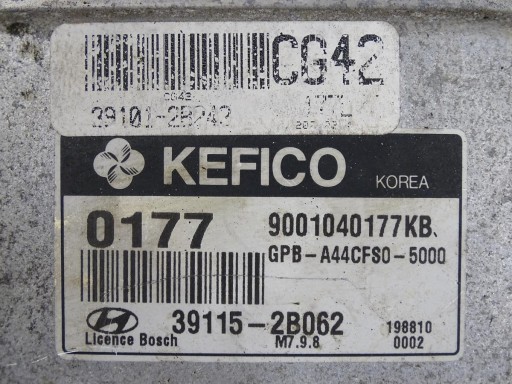 CG42
CG42
39101-2B242
KEFICO
KOREA
0177
9001040177KB.
GPB-A44CFS0-5000
39115-2B062
198810
Licence Bosch
M7.9.8
0002